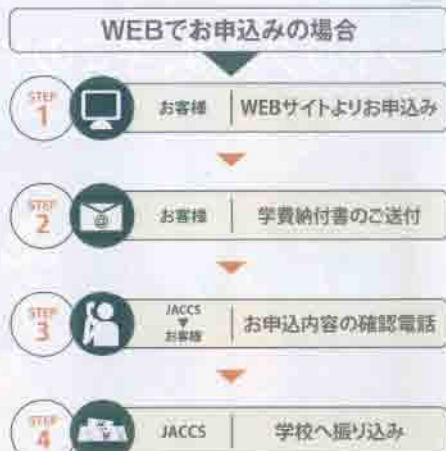 WEBでお申込みの場合
STEP 1
お客様
WEBサイトよりお申込み
STEP 2
@
お客様
学費納付書のご送付
STEP 3
JACCS
▼
お客様
お申込内容の確認電話
STEP 4
JACCS
学校へ振り込み